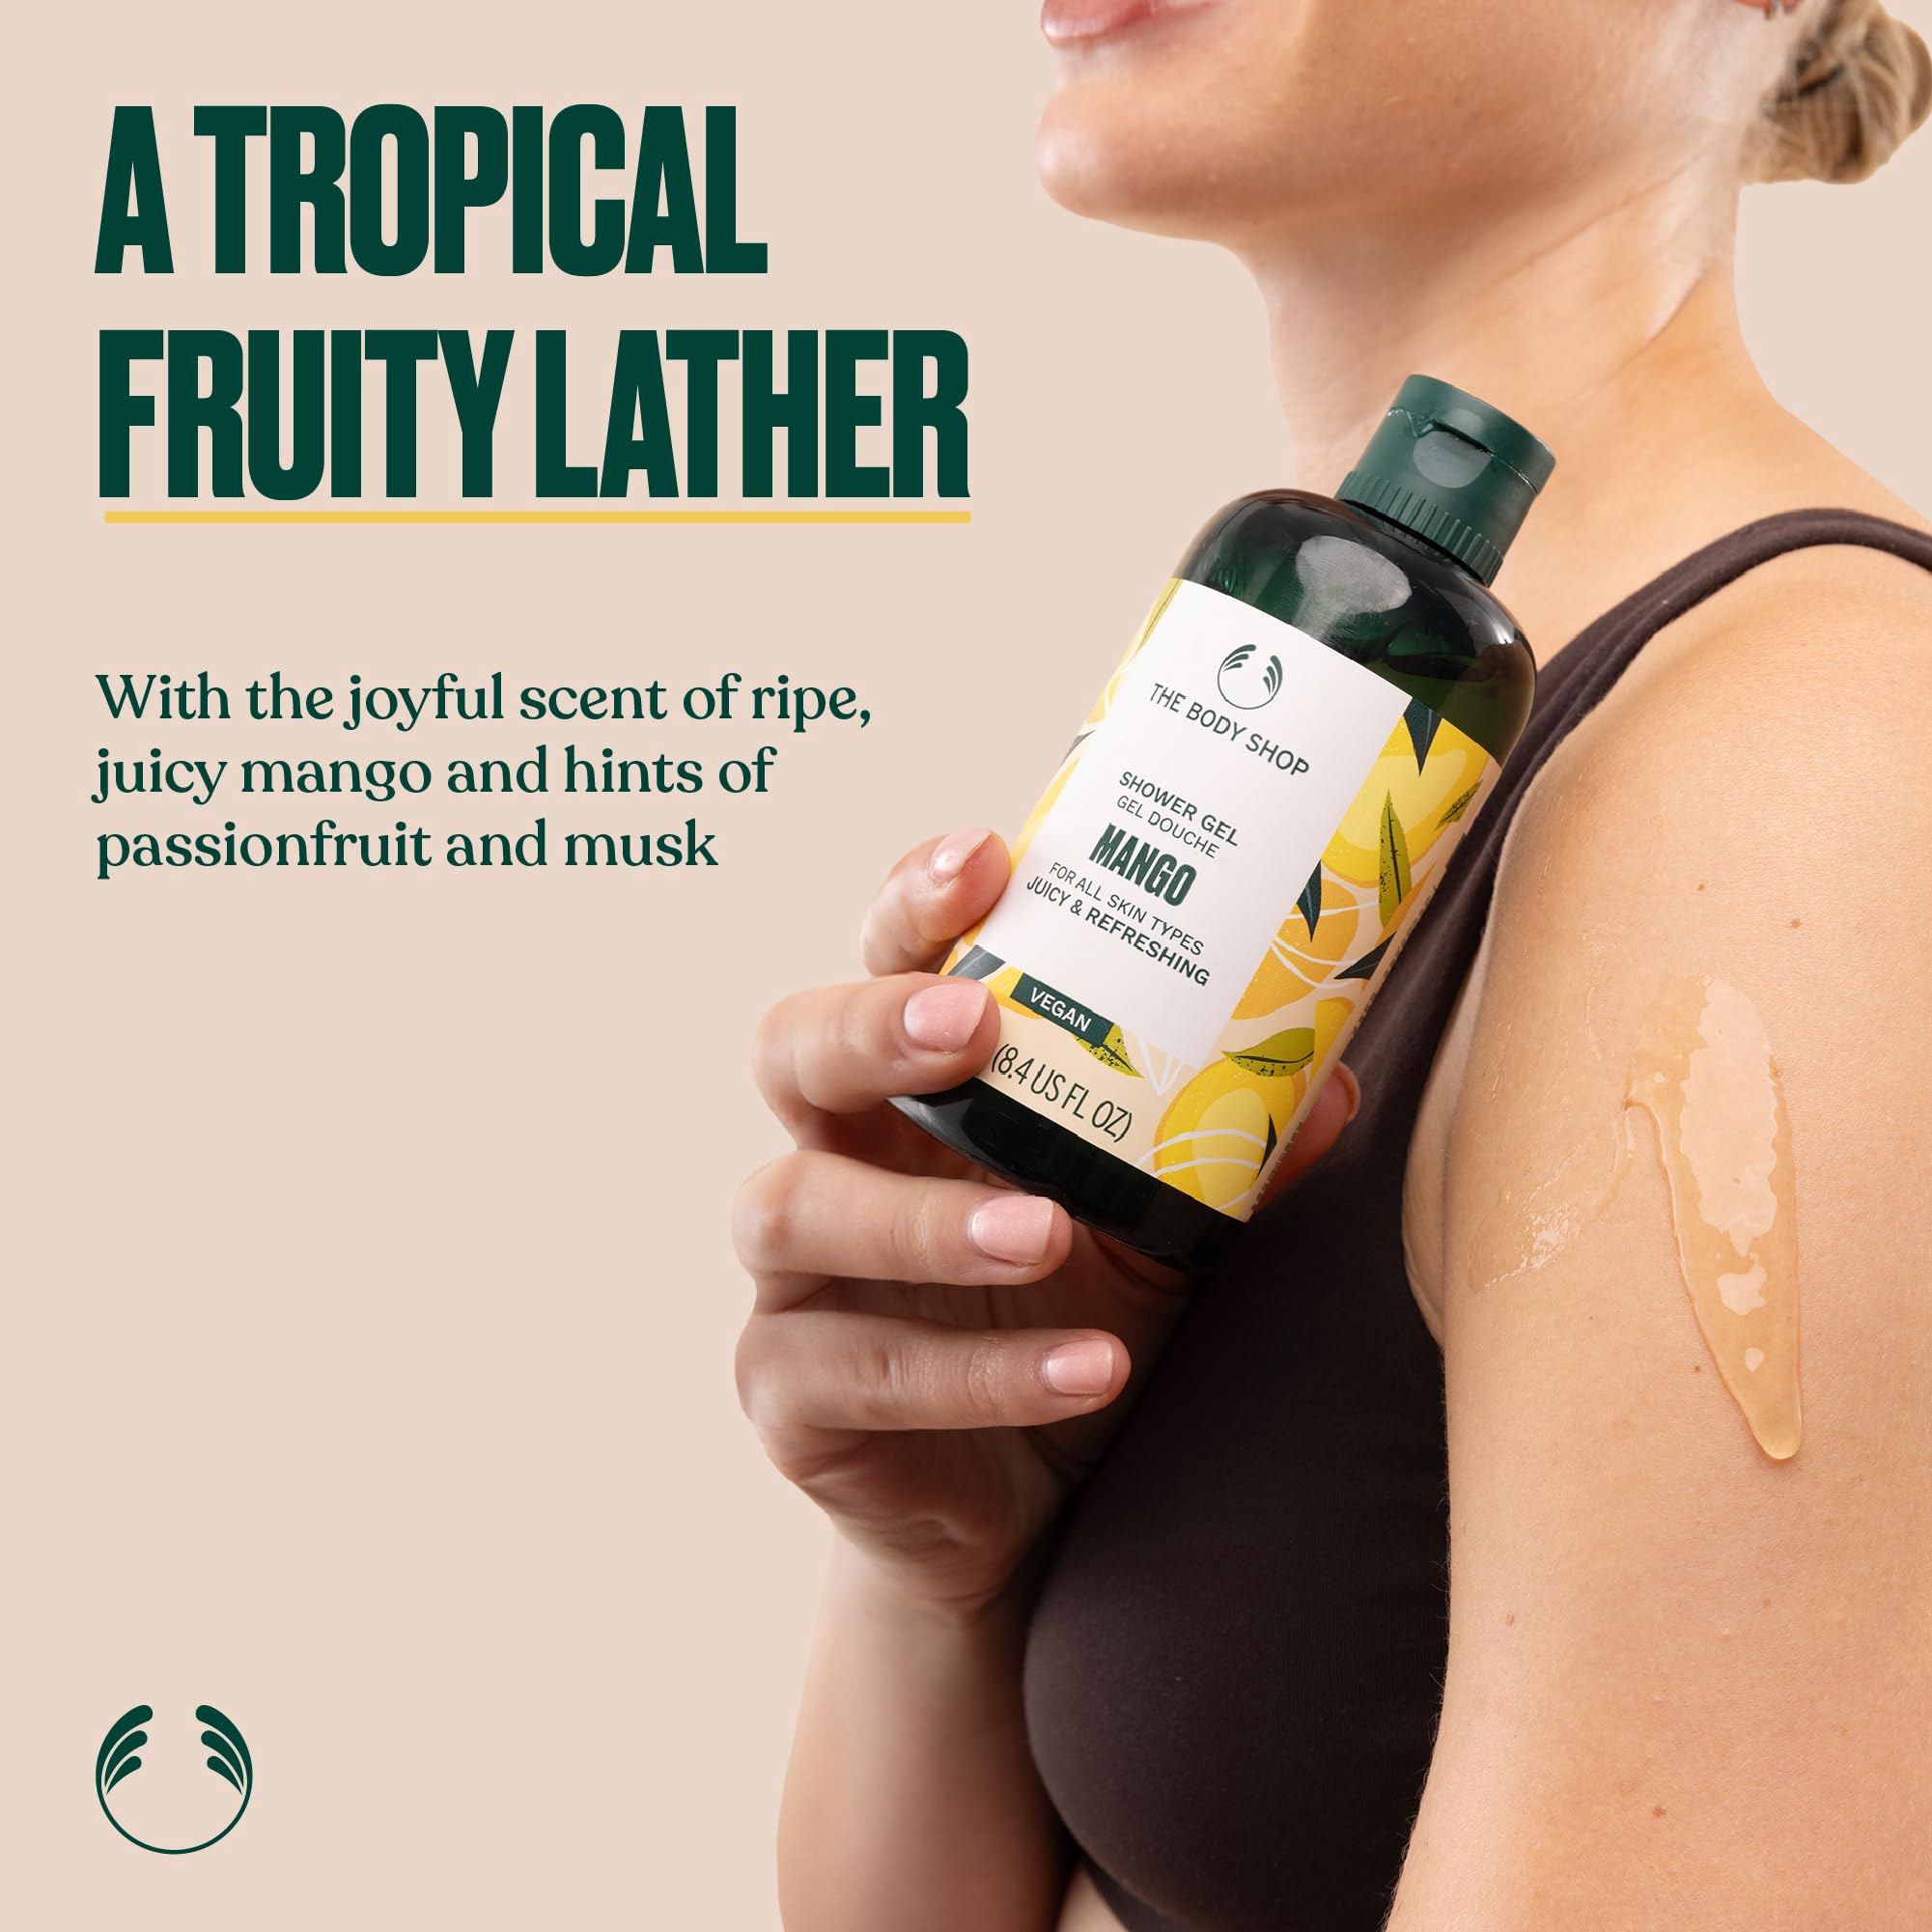 A TROPICAL
FRUITY LATHER
With the joyful scent of ripe,
juicy mango and hints of
passionfruit and musk
THE BODY SHOP
SHOWER GEL
GEL DOUCHE
MANGO
FOR ALL SKIN TYPES
JUICY & REFRESHING
VEGAN
(8.4 US FL OZ)